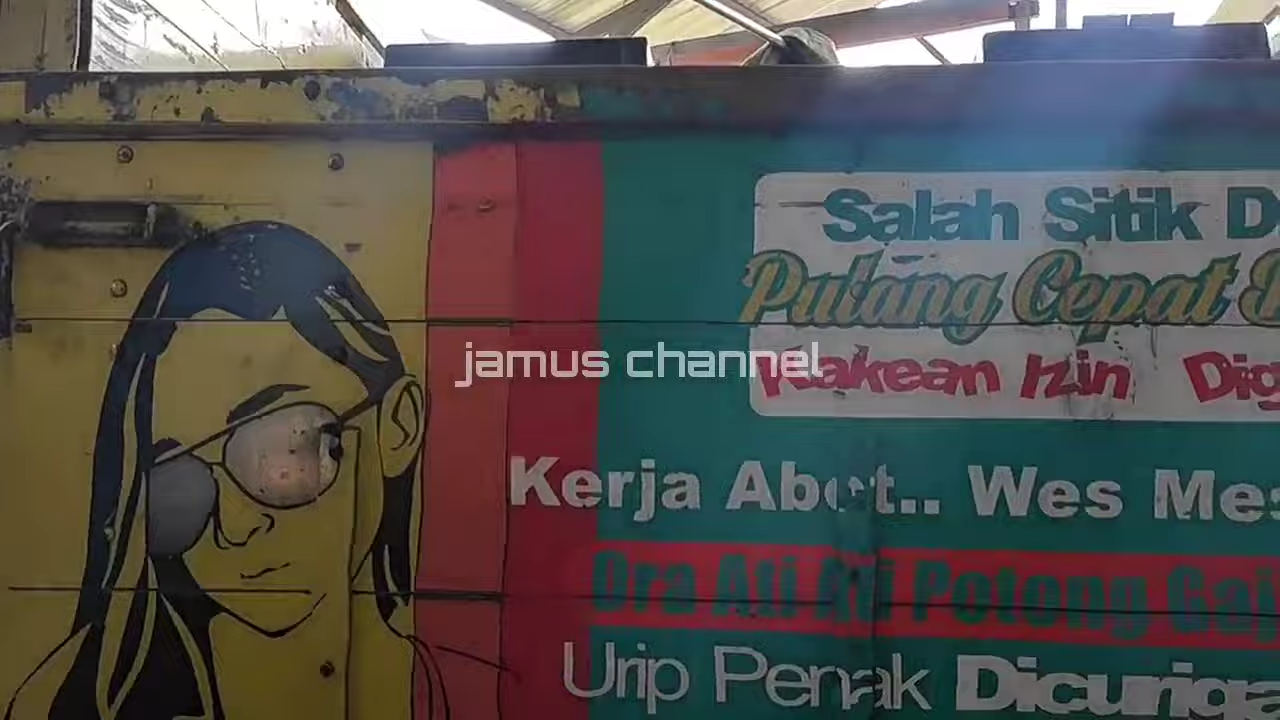 Salah Sitik D
Pulang Cepat
Kakean Izin Dig
jamus channel
Kerja Abot.. Wes Mes
Ora Ati Ati Potong Gaj
Urip Penak Dicuriga